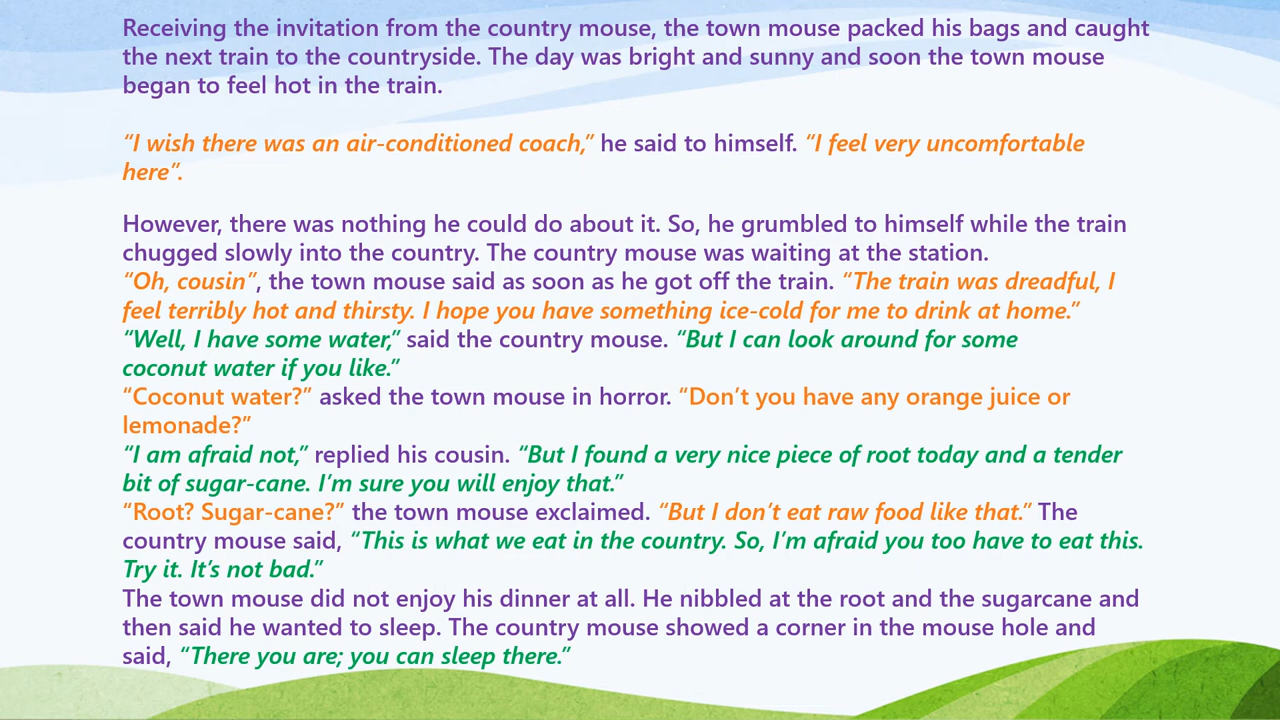 Receiving the invitation from the country mouse, the town mouse packed his bags and caught
the next train to the countryside. The day was bright and sunny and soon the town mouse
began to feel hot in the train.
“I wish there was an air-conditioned coach,” he said to himself. “I feel very uncomfortable
here”.
However, there was nothing he could do about it. So, he grumbled to himself while the train
chugged slowly into the country. The country mouse was waiting at the station.
“Oh, cousin”, the town mouse said as soon as he got off the train. “The train was dreadful, I
feel terribly hot and thirsty. I hope you have something ice-cold for me to drink at home.”
“Well, I have some water,” said the country mouse. “But I can look around for some
coconut water if you like.”
“Coconut water?” asked the town mouse in horror. “Don’t you have any orange juice or
lemonade?”
“I am afraid not,” replied his cousin. “But I found a very nice piece of root today and a tender
bit of sugar-cane. I’m sure you will enjoy that.”
“Root? Sugar-cane?” the town mouse exclaimed. “But I don’t eat raw food like that.” The
country mouse said, “This is what we eat in the country. So, I’m afraid you too have to eat this.
Try it. It’s not bad.”
The town mouse did not enjoy his dinner at all. He nibbled at the root and the sugarcane and
then said he wanted to sleep. The country mouse showed a corner in the mouse hole and
said, “There you are; you can sleep there.”